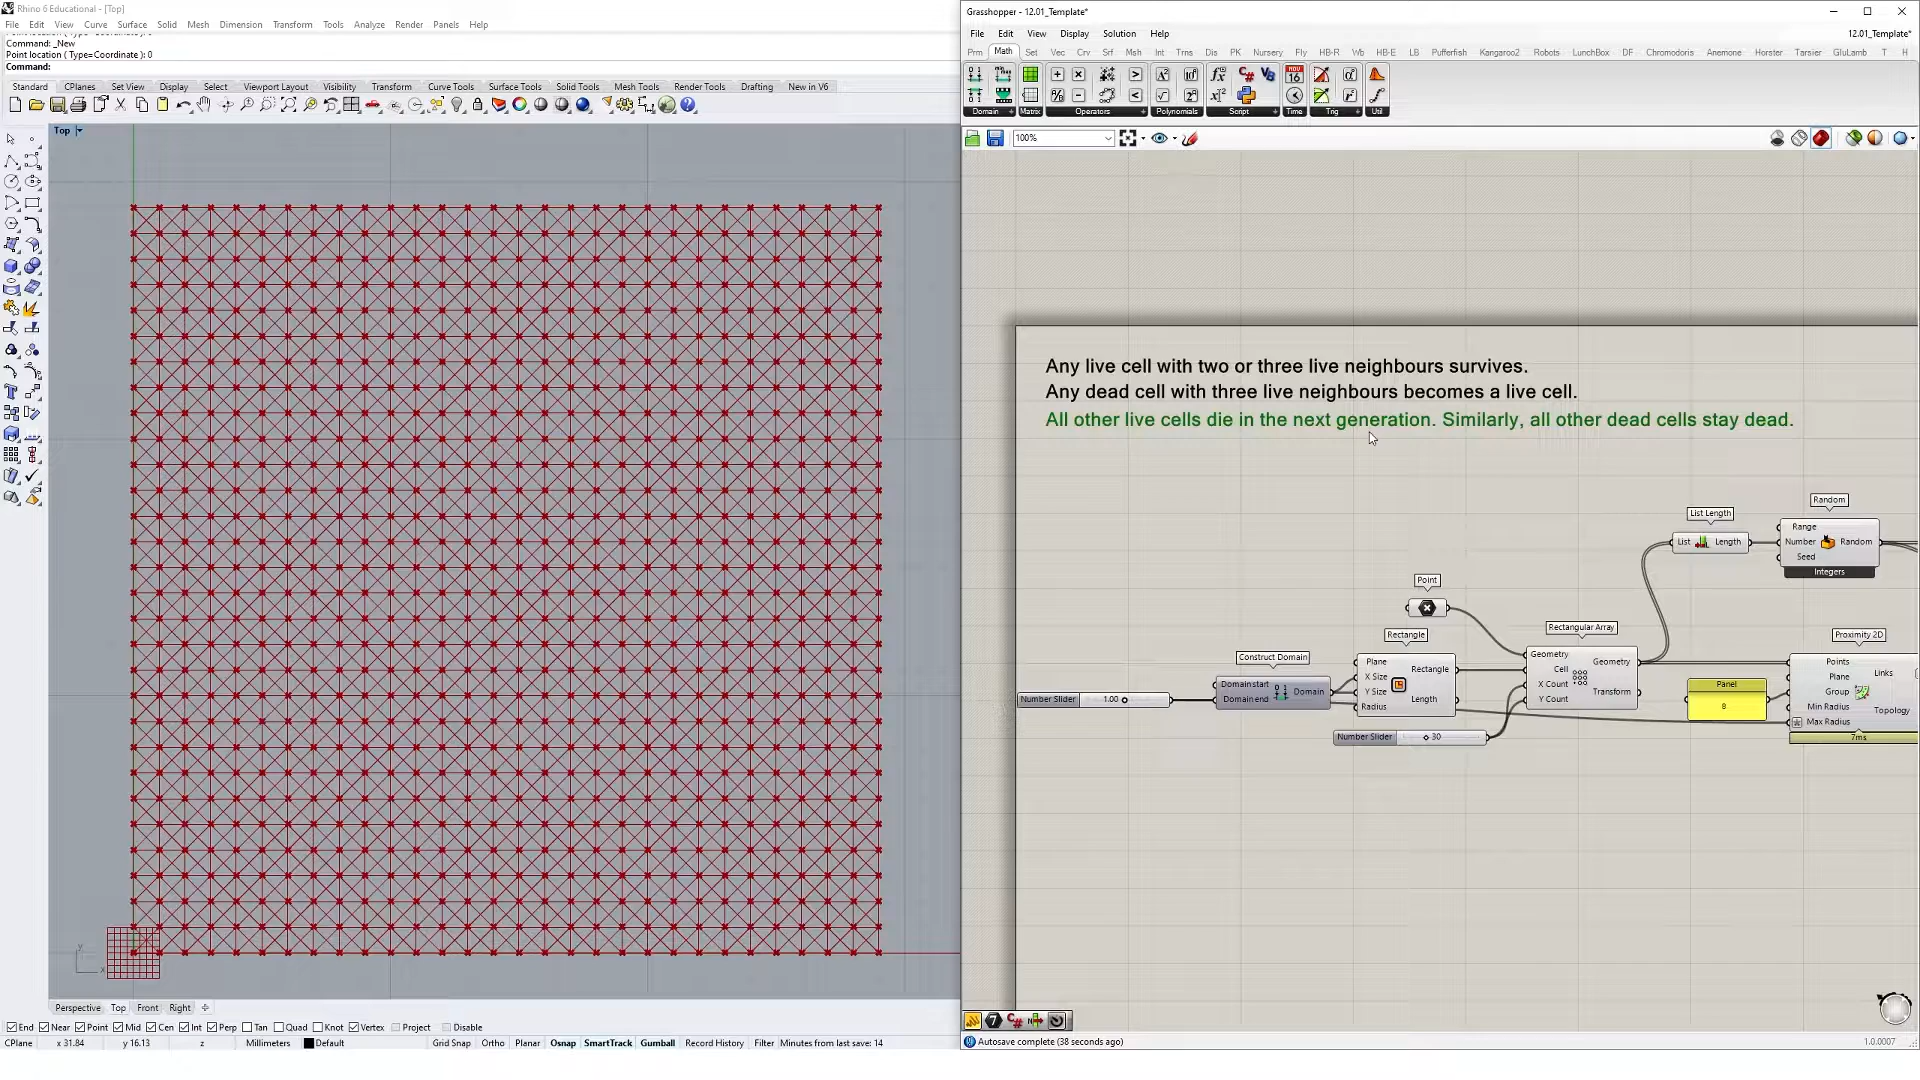 Rhino 6 Educational - [Top]
File Edit View Curve Surface Solid Mesh Dimension Transform Tools Analyze Render Panels Help
Point location ( Type=Coordinate ): 0
Command: _New
Point location ( Type=Coordinate ): 0
Command:
Standard CPlanes Set View Display Select Viewport Layout Visibility Transform Curve Tools Surface Tools Solid Tools Mesh Tools Render Tools Drafting New in V6
Top
y
x
Perspective Top Front Right
End Near Point Mid Cen Int Perp Tan Quad Knot Vertex Project Disable
CPlane x 31.84 y 16.13 z Millimeters Default Grid Snap Ortho Planar Osnap SmartTrack Gumball Record History Filter Minutes from last save: 14
Grasshopper - 12.01_Template*
File Edit View Display Solution Help 12.01_Template*
Prm Math Set Vec Crv Srf Msh Int Trns Dis PK Nursery Fly HB-R Wb HB-E LB Pufferfish Kangaroo2 Robots LunchBox DF Chromodoris Anemone Horster Tarsier GluLamb T H
Domain Matrix Operators Polynomials Script Time Trig Util
100%
Any live cell with two or three live neighbours survives.
Any dead cell with three live neighbours becomes a live cell.
All other live cells die in the next generation. Similarly, all other dead cells stay dead.
Random
Range
Number
Seed
Random
Integers
List Length
List Length
Point
Rectangle
Plane
X Size
Y Size
Radius
Rectangle
Length
Rectangular Array
Geometry
Cell
X Count
Y Count
Geometry
Transform
Construct Domain
Domain start
Domain end
Domain
Number Slider 1.00
Number Slider 30
Panel
8
Proximity 2D
Points
Plane
Group
Min Radius
Max Radius
Links
Topology
7ms
Autosave complete (38 seconds ago)
1.0.0007